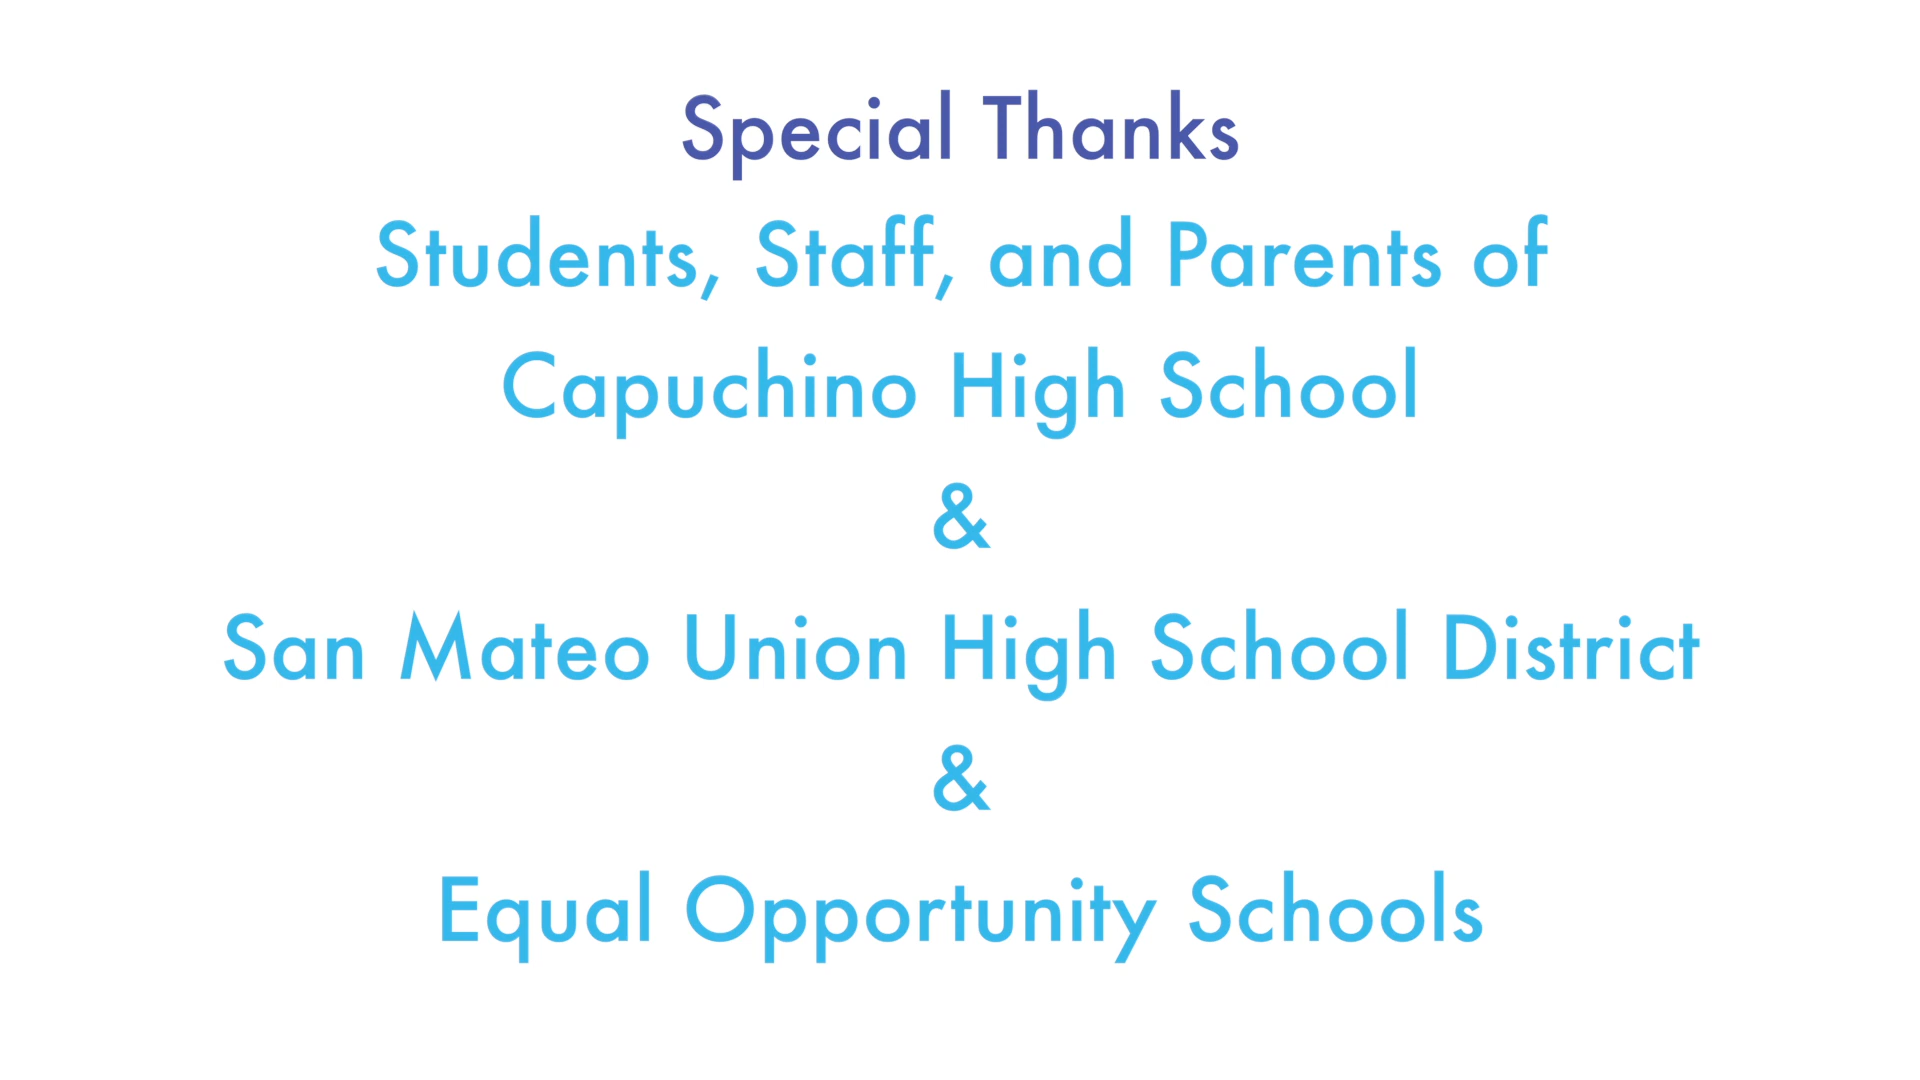 Special Thanks
Students, Staff, and Parents of
Capuchino High School
&
San Mateo Union High School District
&
Equal Opportunity Schools